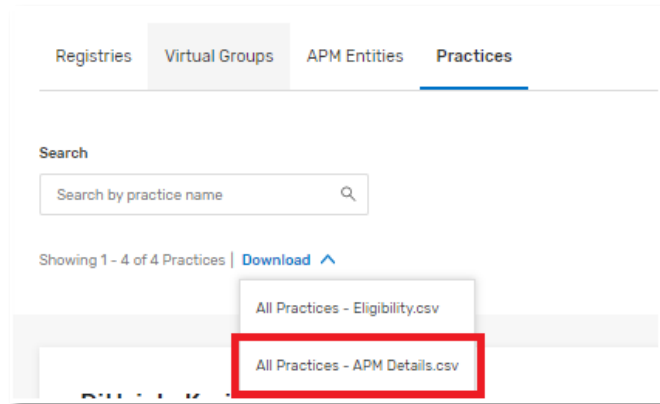 Registries Virtual Groups APM Entities Practices
Search
Search by practice name
Showing 1 - 4 of 4 Practices | Download
All Practices - Eligibility.csv
All Practices - APM Details.csv